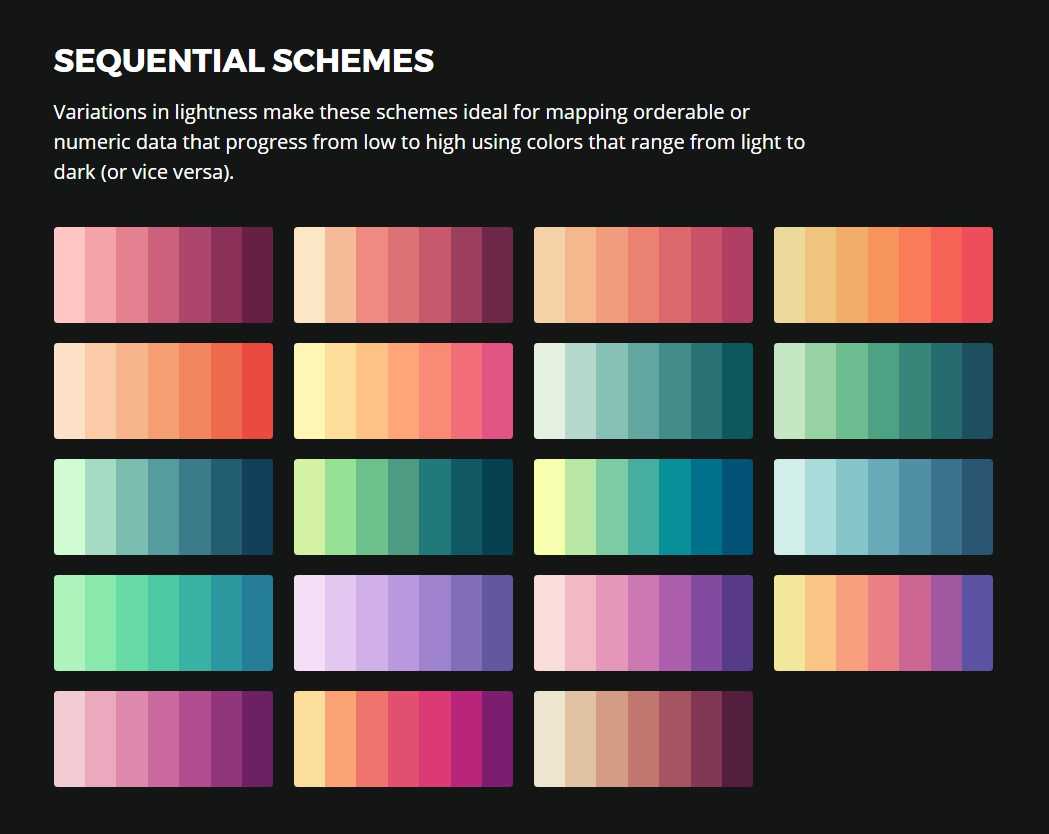 SEQUENTIAL SCHEMES
Variations in lightness make these schemes ideal for mapping orderable or
numeric data that progress from low to high using colors that range from light to
dark (or vice versa).